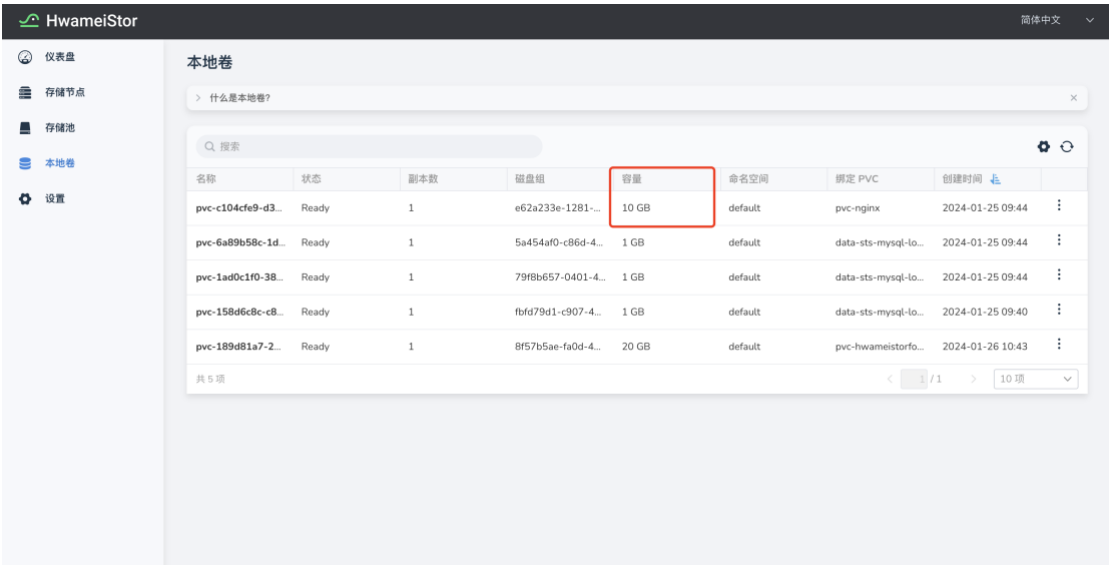 HwameiStor
简体中文
仪表盘
存储节点
存储池
本地卷
设置
本地卷
什么是本地卷?
搜索
名称 状态 副本数 磁盘组 容量 命名空间 绑定 PVC 创建时间
pvc-c104cfe9-d3... Ready 1 e62a233e-1281-... 10 GB default pvc-nginx 2024-01-25 09:44
pvc-6a89b58c-1d... Ready 1 5a454af0-c86d-4... 1 GB default data-sts-mysql-lo... 2024-01-25 09:44
pvc-1ad0c1f0-38... Ready 1 79f8b657-0401-4... 1 GB default data-sts-mysql-lo... 2024-01-25 09:44
pvc-158d6c8c-c8... Ready 1 fbfd79d1-c907-4... 1 GB default data-sts-mysql-lo... 2024-01-25 09:40
pvc-189d81a7-2... Ready 1 8f57b5ae-fa0d-4... 20 GB default pvc-hwameistorfo... 2024-01-26 10:43
共 5 项
1 / 1
10 项